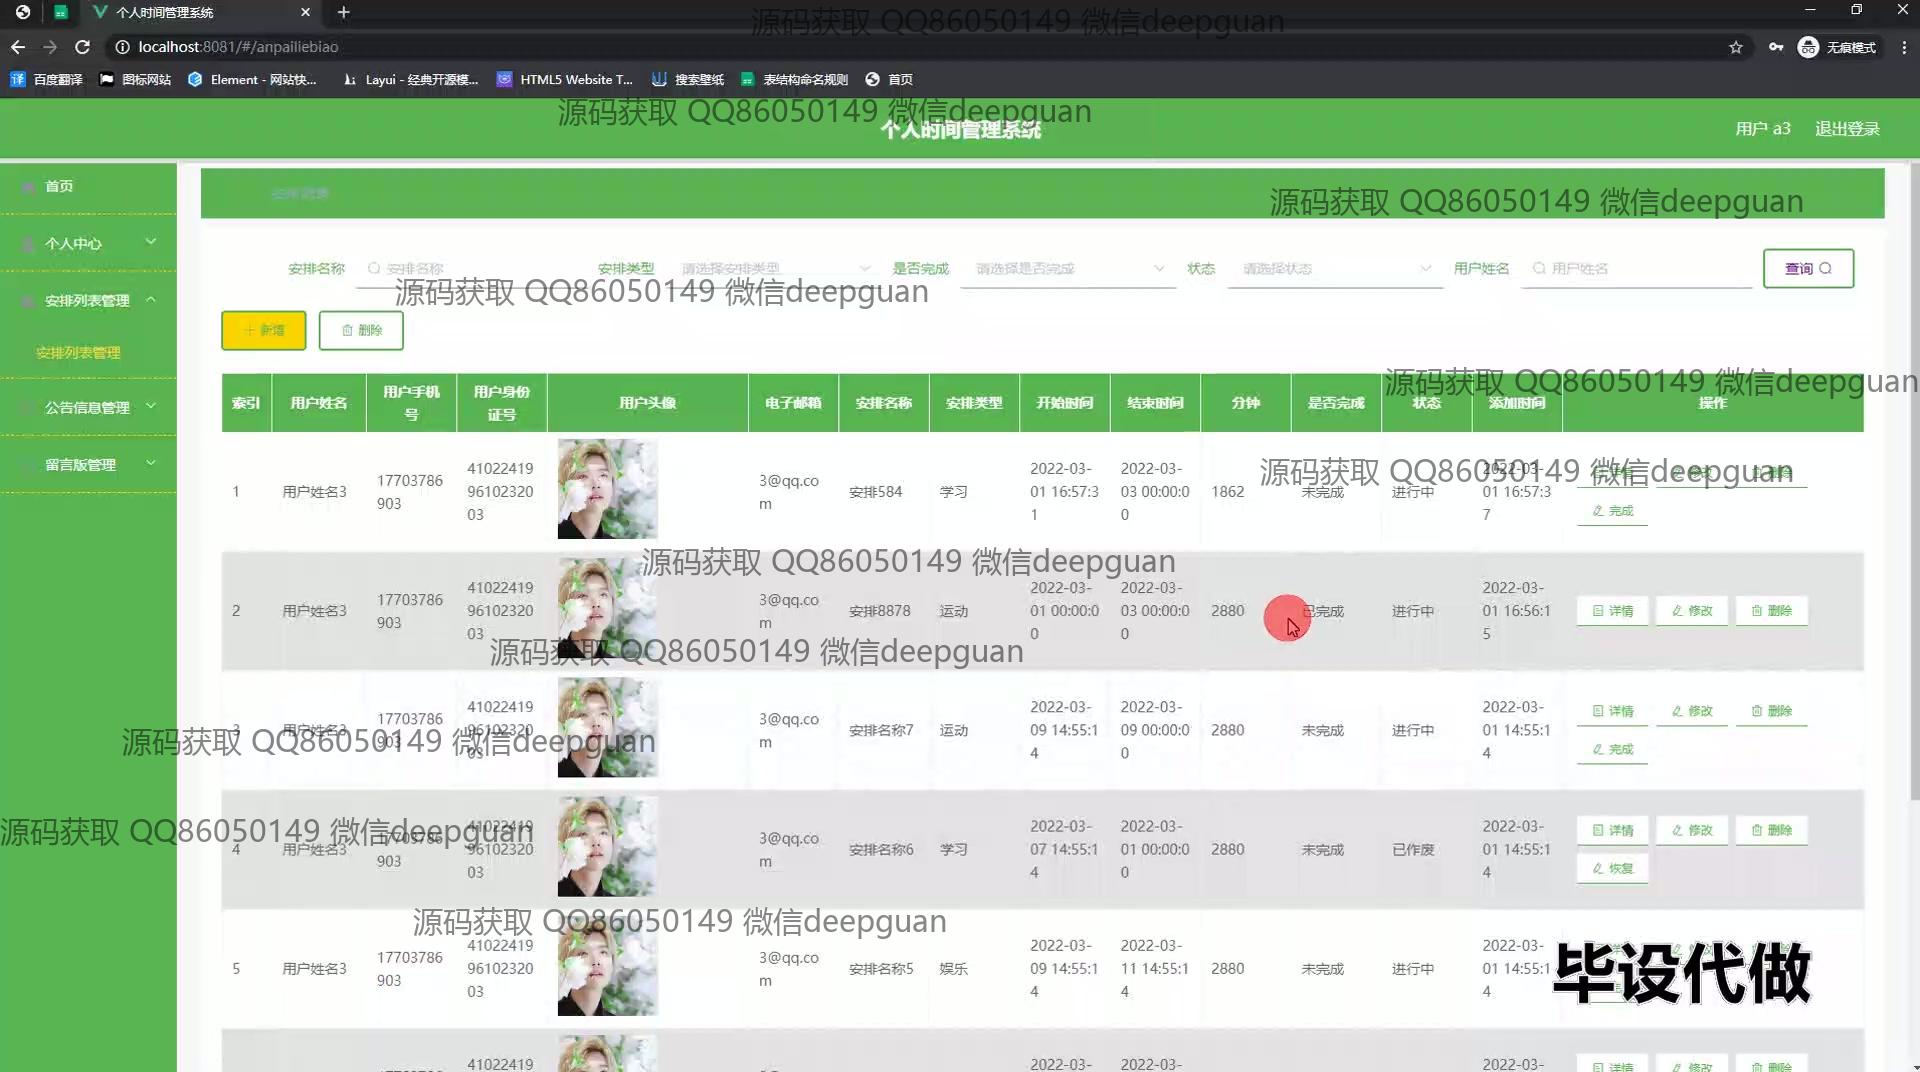 个人时间管理系统
localhost:8081/#/anpailiebiao
无痕模式
百度翻译 图标网站 Element - 网站快... Layui - 经典开源模... HTML5 Website T... 搜索壁纸 表结构命名规则 首页
源码获取 QQ86050149 微信deepguan
源码获取 QQ86050149 微信deepguan
个人时间管理系统
用户 a3 退出登录
首页
个人中心
安排列表管理
安排列表管理
公告信息管理
留言版管理
源码获取 QQ86050149 微信deepguan
安排名称 安排名称 安排类型 请选择安排类型 是否完成 请选择是否完成 状态 请选择状态 用户姓名 用户姓名 查询
源码获取 QQ86050149 微信deepguan
新增 删除
源码获取 QQ86050149 微信deepguan
索引 用户姓名 用户手机号 用户身份证号 用户头像 电子邮箱 安排名称 安排类型 开始时间 结束时间 分钟 是否完成 状态 添加时间 操作
源码获取 QQ86050149 微信deepguan
1 用户姓名3 17703786903 410224199610232003 3@qq.com 安排584 学习 2022-03-01 16:57:31 2022-03-03 00:00:00 1862 未完成 进行中 2022-03-01 16:57:37 完成
源码获取 QQ86050149 微信deepguan
2 用户姓名3 17703786903 410224199610232003 3@qq.com 安排8878 运动 2022-03-01 00:00:00 2022-03-03 00:00:00 2880 已完成 进行中 2022-03-01 16:56:15 详情 修改 删除
源码获取 QQ86050149 微信deepguan
3 用户姓名3 17703786903 410224199610232003 3@qq.com 安排名称7 运动 2022-03-09 14:55:14 2022-03-09 00:00:00 2880 未完成 进行中 2022-03-01 14:55:14 详情 修改 删除 完成
源码获取 QQ86050149 微信deepguan
4 用户姓名3 17703786903 410224199610232003 3@qq.com 安排名称6 学习 2022-03-07 14:55:14 2022-03-01 00:00:00 2880 未完成 已作废 2022-03-01 14:55:14 详情 修改 删除 恢复
源码获取 QQ86050149 微信deepguan
源码获取 QQ86050149 微信deepguan
5 用户姓名3 17703786903 410224199610232003 3@qq.com 安排名称5 娱乐 2022-03-09 14:55:14 2022-03-11 14:55:14 2880 未完成 进行中 2022-03-01 14:55:14
毕设代做
41022419 2022-03- 2022-03- 2022-03- 详情 修改 删除